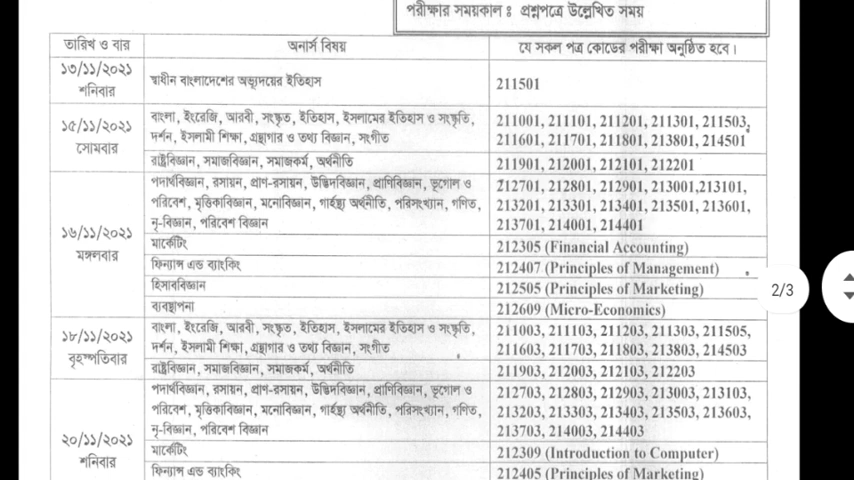 পরীক্ষার সময়কাল ঃ প্রশ্নপত্রে উল্লেখিত সময়
তারিখ ও বার অনার্স বিষয় যে সকল পত্র কোডের পরীক্ষা অনুষ্ঠিত হবে।
১৩/১১/২০২১
শনিবার
স্বাধীন বাংলাদেশের অভ্যুদয়ের ইতিহাস 211501
১৫/১১/২০২১
সোমবার
বাংলা, ইংরেজি, আরবী, সংস্কৃত, ইতিহাস, ইসলামের ইতিহাস ও সংস্কৃতি,
দর্শন, ইসলামী শিক্ষা, গ্রন্থাগার ও তথ্য বিজ্ঞান, সংগীত
211001, 211101, 211201, 211301, 211503,
211601, 211701, 211801, 213801, 214501
রাষ্ট্রবিজ্ঞান, সমাজবিজ্ঞান, সমাজকর্ম, অর্থনীতি 211901, 212001, 212101, 212201
১৬/১১/২০২১
মঙ্গলবার
পদার্থবিজ্ঞান, রসায়ন, প্রাণ-রসায়ন, উদ্ভিদবিজ্ঞান, প্রাণিবিজ্ঞান, ভূগোল ও
পরিবেশ, মৃত্তিকাবিজ্ঞান, মনোবিজ্ঞান, গার্হস্থ্য অর্থনীতি, পরিসংখ্যান, গণিত,
নৃ-বিজ্ঞান, পরিবেশ বিজ্ঞান
212701, 212801, 212901, 213001,213101,
213201, 213301, 213401, 213501, 213601,
213701, 214001, 214401
মার্কেটিং 212305 (Financial Accounting)
ফিন্যান্স এন্ড ব্যাংকিং 212407 (Principles of Management)
হিসাববিজ্ঞান 212505 (Principles of Marketing)
ব্যবস্থাপনা 212609 (Micro-Economics)
১৮/১১/২০২১
বৃহস্পতিবার
বাংলা, ইংরেজি, আরবী, সংস্কৃত, ইতিহাস, ইসলামের ইতিহাস ও সংস্কৃতি,
দর্শন, ইসলামী শিক্ষা, গ্রন্থাগার ও তথ্য বিজ্ঞান, সংগীত
211003, 211103, 211203, 211303, 211505,
211603, 211703, 211803, 213803, 214503
রাষ্ট্রবিজ্ঞান, সমাজবিজ্ঞান, সমাজকর্ম, অর্থনীতি 211903, 212003, 212103, 212203
২০/১১/২০২১
শনিবার
পদার্থবিজ্ঞান, রসায়ন, প্রাণ-রসায়ন, উদ্ভিদবিজ্ঞান, প্রাণিবিজ্ঞান, ভূগোল ও
পরিবেশ, মৃত্তিকাবিজ্ঞান, মনোবিজ্ঞান, গার্হস্থ্য অর্থনীতি, পরিসংখ্যান, গণিত,
নৃ-বিজ্ঞান, পরিবেশ বিজ্ঞান
212703, 212803, 212903, 213003, 213103,
213203, 213303, 213403, 213503, 213603,
213703, 214003, 214403
মার্কেটিং 212309 (Introduction to Computer)
ফিন্যান্স এন্ড ব্যাংকিং 212405 (Principles of Marketing)
2/3